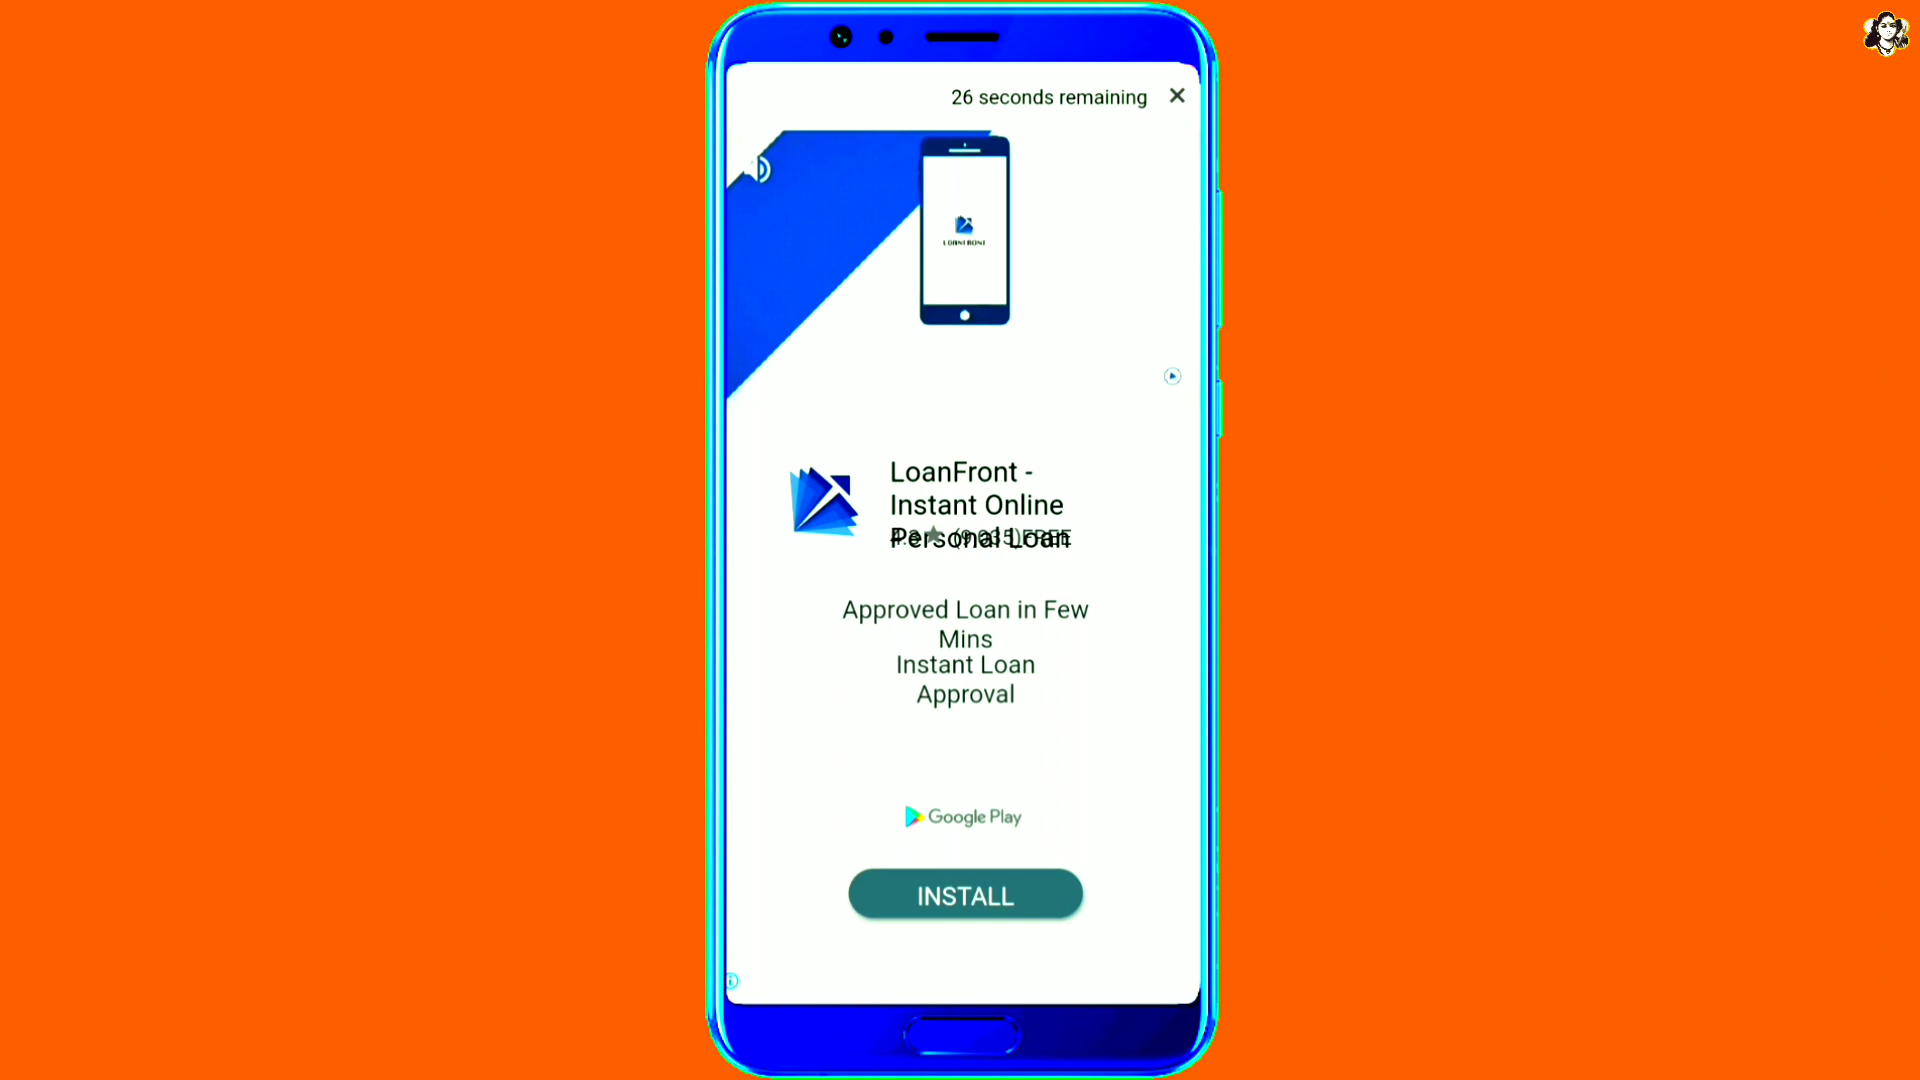 26 seconds remaining
LOANFRONT
LoanFront -
Instant Online
Personal Loan
FREE
Approved Loan in Few
Mins
Instant Loan
Approval
Google Play
INSTALL